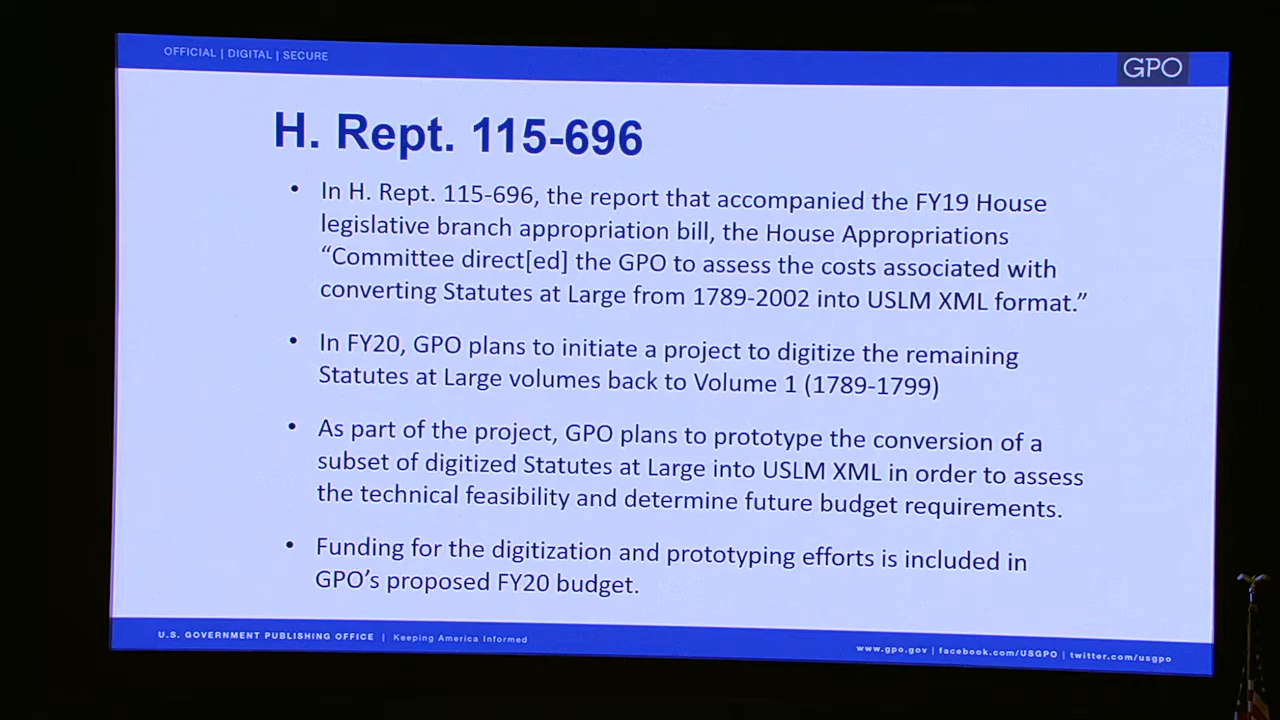 OFFICIAL | DIGITAL | SECURE
GPO
H. Rept. 115-696
• In H. Rept. 115-696, the report that accompanied the FY19 House
legislative branch appropriation bill, the House Appropriations
“Committee direct[ed] the GPO to assess the costs associated with
converting Statutes at Large from 1789-2002 into USLM XML format.”
• In FY20, GPO plans to initiate a project to digitize the remaining
Statutes at Large volumes back to Volume 1 (1789-1799)
• As part of the project, GPO plans to prototype the conversion of a
subset of digitized Statutes at Large into USLM XML in order to assess
the technical feasibility and determine future budget requirements.
• Funding for the digitization and prototyping efforts is included in
GPO’s proposed FY20 budget.
U.S. GOVERNMENT PUBLISHING OFFICE | Keeping America Informed
www.gpo.gov | facebook.com/USGPO | twitter.com/usgpo